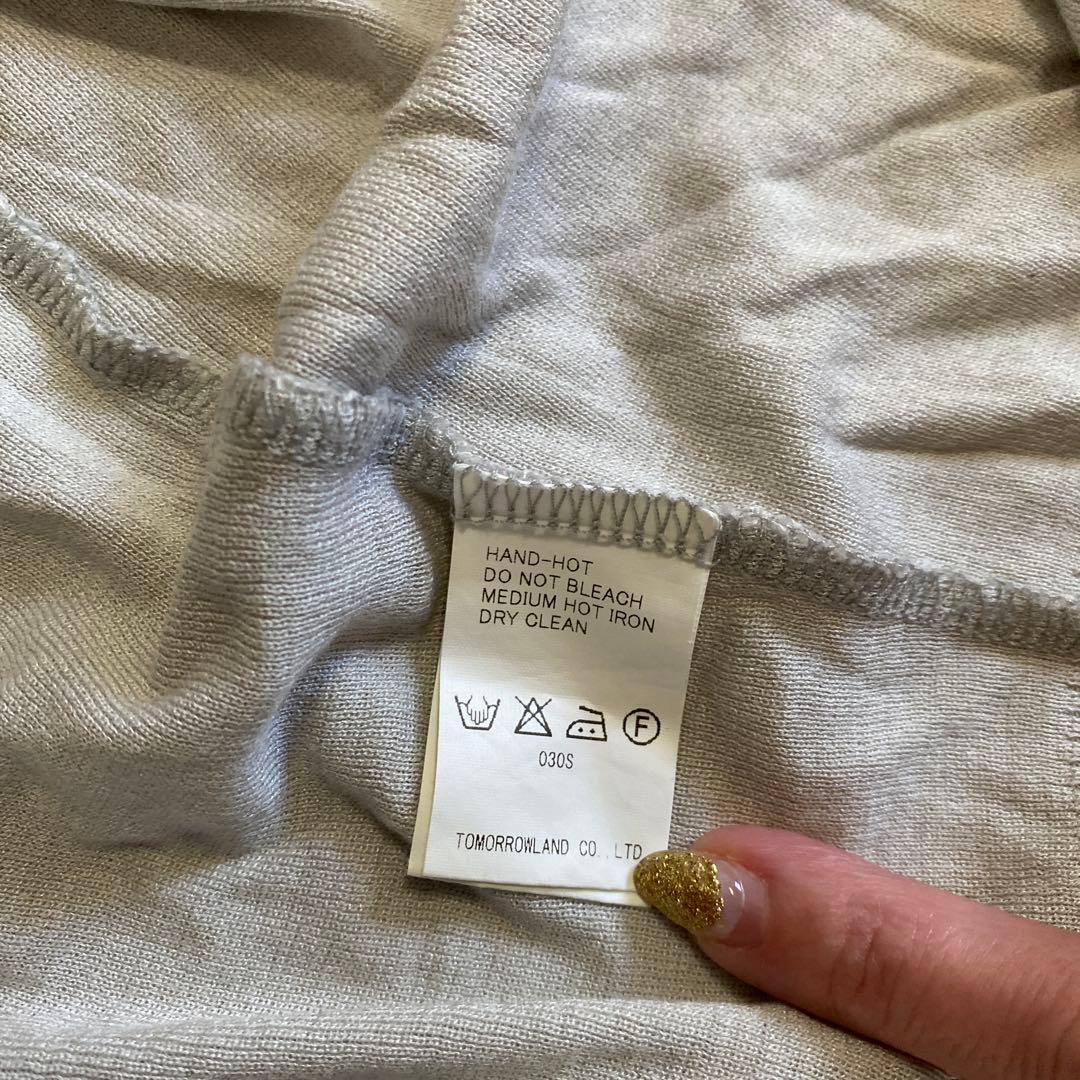 HAND-HOT
DO NOT BLEACH
MEDIUM HOT IRON
DRY CLEAN
F
030S
TOMORROWLAND CO.,LTD